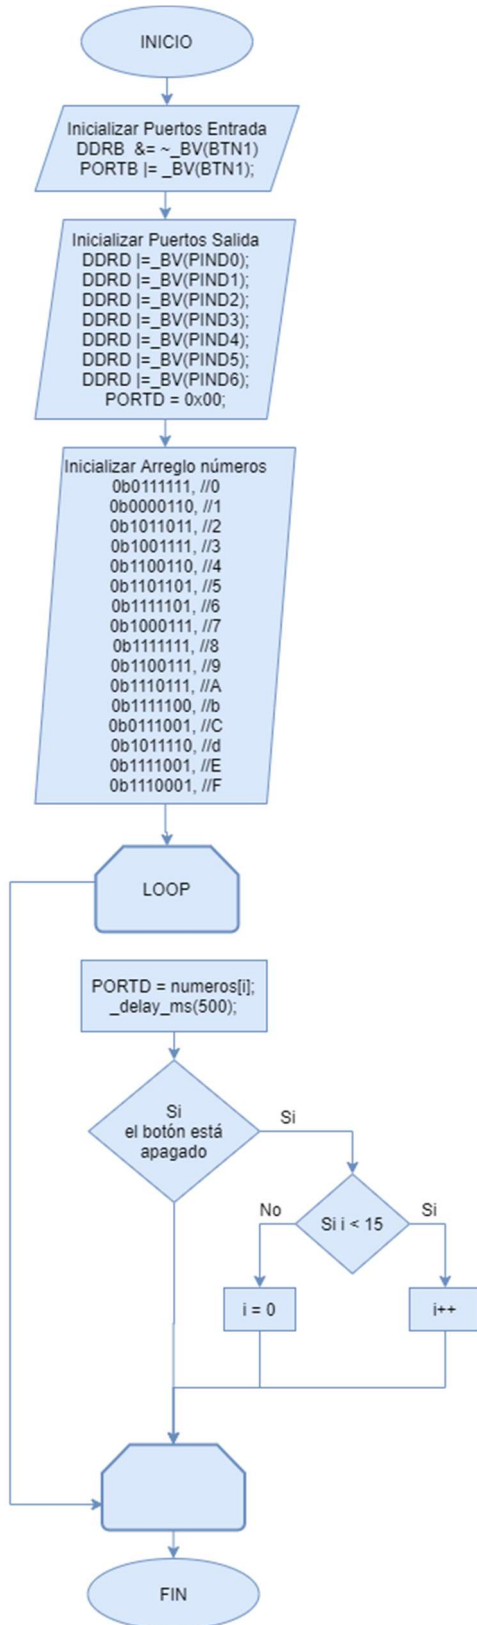 INICIO
Inicializar Puertos Entrada
DDRB &= ~_BV(BTN1)
PORTB |= _BV(BTN1);
Inicializar Puertos Salida
DDRD |=_BV(PIND0);
DDRD |=_BV(PIND1);
DDRD |=_BV(PIND2);
DDRD |=_BV(PIND3);
DDRD |=_BV(PIND4);
DDRD |=_BV(PIND5);
DDRD |=_BV(PIND6);
PORTD = 0x00;
Inicializar Arreglo números
0b0111111, //0
0b0000110, //1
0b1011011, //2
0b1001111, //3
0b1100110, //4
0b1101101, //5
0b1111101, //6
0b1000111, //7
0b1111111, //8
0b1100111, //9
0b1110111, //A
0b1111100, //b
0b0111001, //C
0b1011110, //d
0b1111001, //E
0b1110001, //F
LOOP
PORTD = numeros[i];
_delay_ms(500);
Si
el botón está
apagado
Si
Si i < 15
No
Si
i = 0
i++
FIN